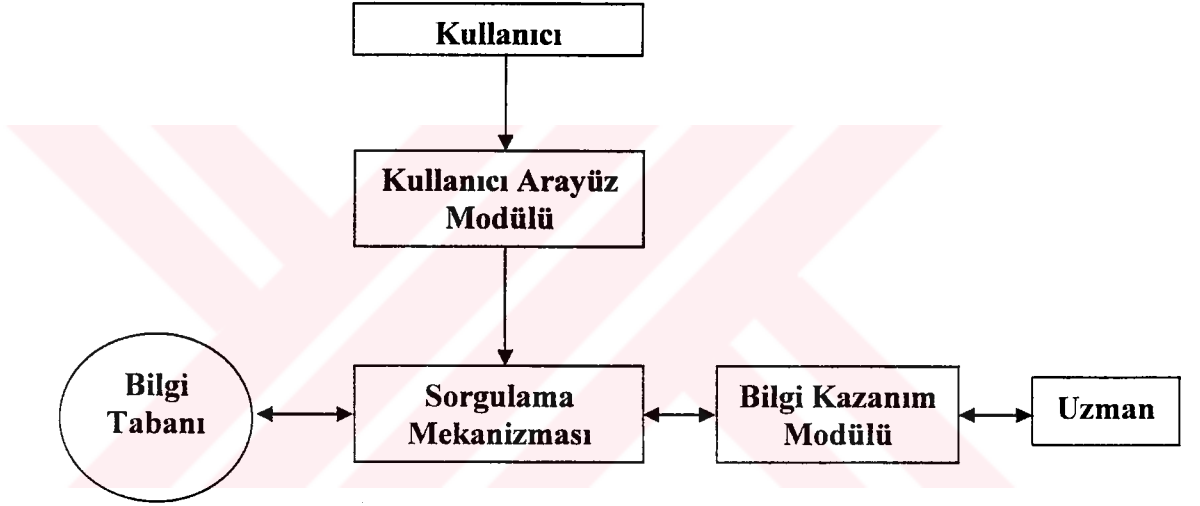 Kullanıcı
Kullanıcı Arayüz
Modülü
Bilgi
Tabanı
Sorgulama
Mekanizması
Bilgi Kazanım
Modülü
Uzman